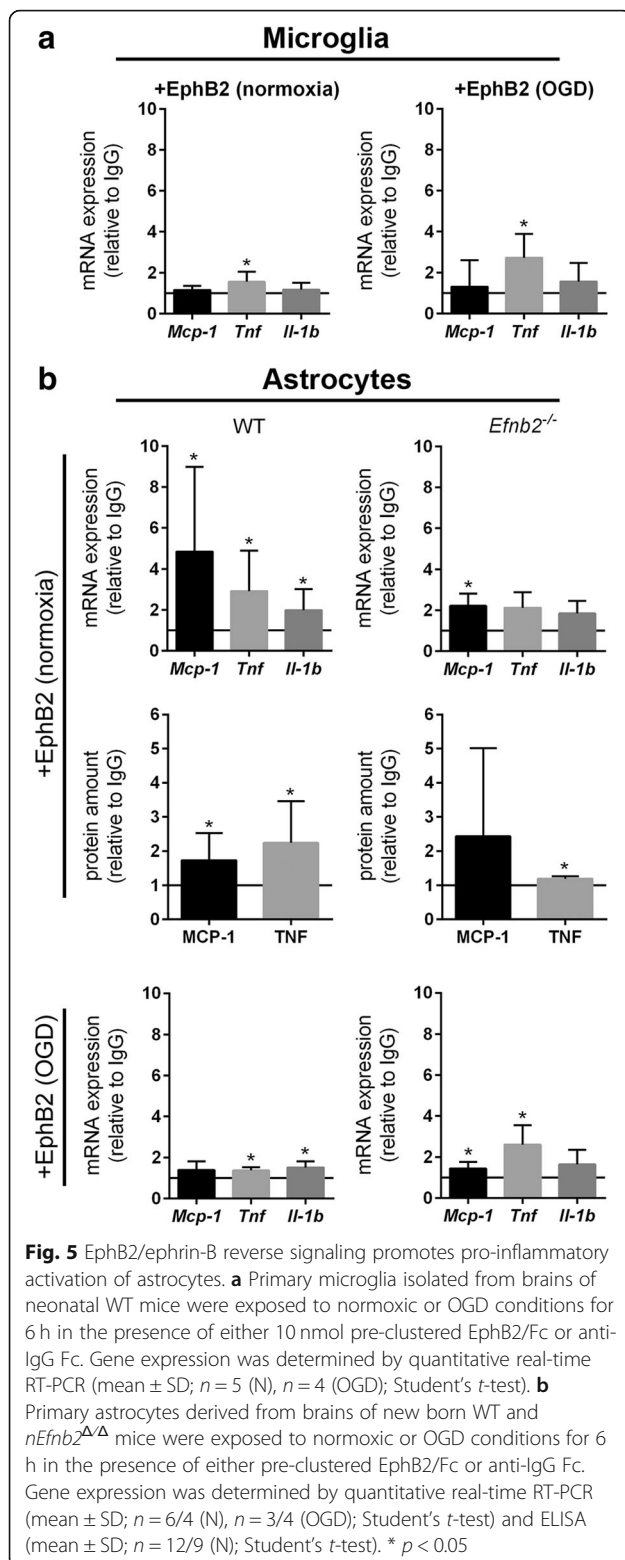 a
Microglia
+EphB2 (normoxia)
+EphB2 (OGD)
mRNA expression
(relative to IgG)
10
8
6
4
2
0
*
Mcp-1 Tnf Il-1b
mRNA expression
(relative to IgG)
10
8
6
4
2
0
*
Mcp-1 Tnf Il-1b
b
Astrocytes
WT
Efnb2-/-
+EphB2 (normoxia)
mRNA expression
(relative to IgG)
10
8
6
4
2
0
* * *
Mcp-1 Tnf Il-1b
mRNA expression
(relative to IgG)
10
8
6
4
2
0
*
Mcp-1 Tnf Il-1b
protein amount
(relative to IgG)
6
5
4
3
2
1
0
* *
MCP-1 TNF
protein amount
(relative to IgG)
6
5
4
3
2
1
0
*
MCP-1 TNF
+EphB2 (OGD)
mRNA expression
(relative to IgG)
10
8
6
4
2
0
* *
Mcp-1 Tnf Il-1b
mRNA expression
(relative to IgG)
10
8
6
4
2
0
* *
Mcp-1 Tnf Il-1b
Fig. 5 EphB2/ephrin-B reverse signaling promotes pro-inflammatory
activation of astrocytes. a Primary microglia isolated from brains of
neonatal WT mice were exposed to normoxic or OGD conditions for
6 h in the presence of either 10 nmol pre-clustered EphB2/Fc or anti-
IgG Fc. Gene expression was determined by quantitative real-time
RT-PCR (mean ± SD; n = 5 (N), n = 4 (OGD); Student's t-test). b
Primary astrocytes derived from brains of new born WT and
nEfnb2Δ/Δ mice were exposed to normoxic or OGD conditions for 6
h in the presence of either pre-clustered EphB2/Fc or anti-IgG Fc.
Gene expression was determined by quantitative real-time RT-PCR
(mean ± SD; n = 6/4 (N), n = 3/4 (OGD); Student's t-test) and ELISA
(mean ± SD; n = 12/9 (N); Student's t-test). * p < 0.05